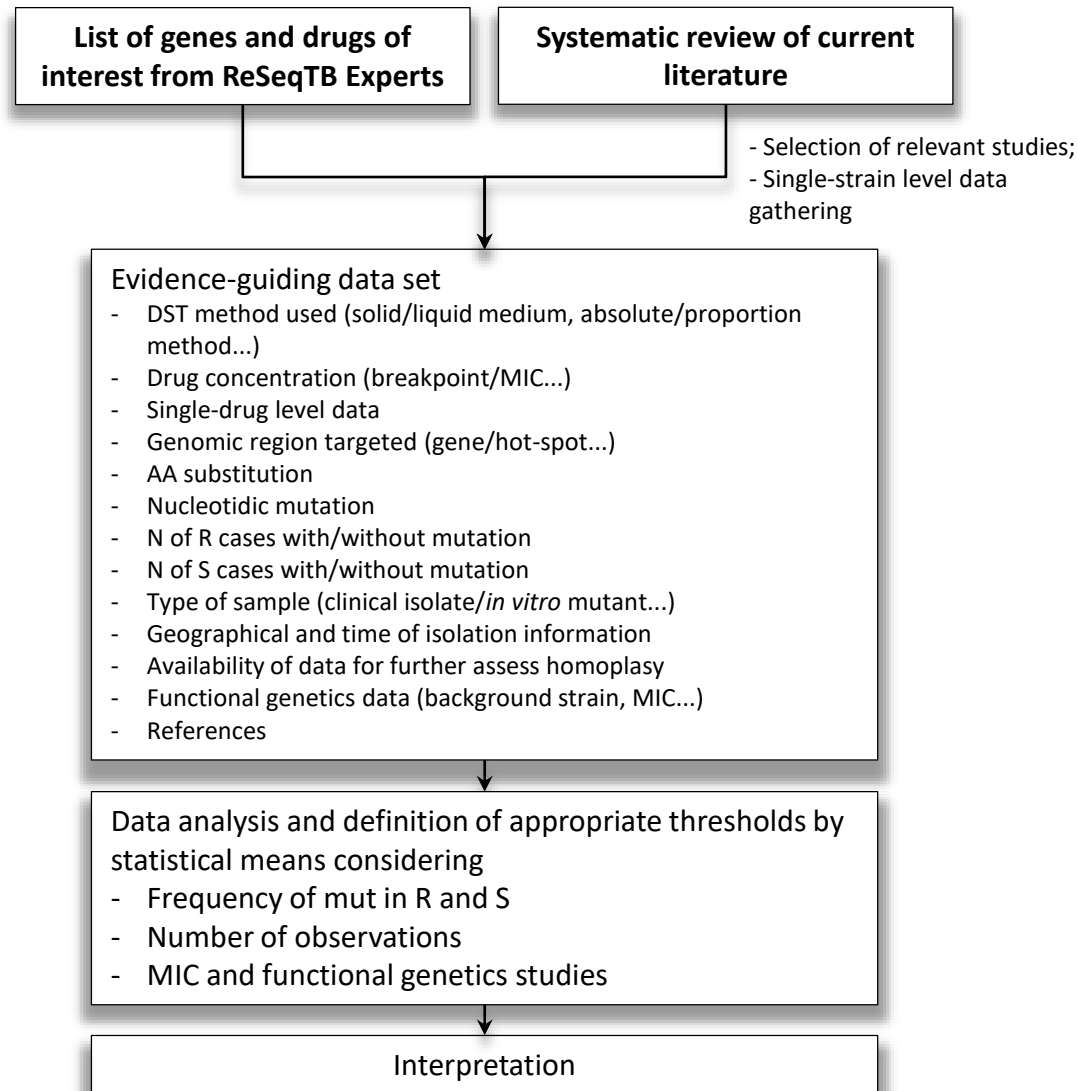 List of genes and drugs of
interest from ReSeqTB Experts
Systematic review of current
literature
- Selection of relevant studies;
- Single-strain level data
gathering
Evidence-guiding data set
- DST method used (solid/liquid medium, absolute/proportion
method...)
- Drug concentration (breakpoint/MIC...)
- Single-drug level data
- Genomic region targeted (gene/hot-spot...)
- AA substitution
- Nucleotidic mutation
- N of R cases with/without mutation
- N of S cases with/without mutation
- Type of sample (clinical isolate/in vitro mutant...)
- Geographical and time of isolation information
- Availability of data for further assess homoplasy
- Functional genetics data (background strain, MIC...)
- References
Data analysis and definition of appropriate thresholds by
statistical means considering
- Frequency of mut in R and S
- Number of observations
- MIC and functional genetics studies
Interpretation